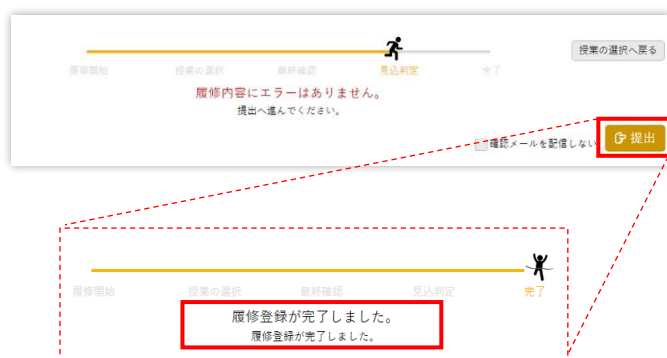 授業の選択へ戻る
履修開始 授業の選択 最終確認 見込判定 完了
履修内容にエラーはありません。
提出へ進んでください。
確認メールを配信しない 提出
履修開始 授業の選択 最終確認 見込判定 完了
履修登録が完了しました。
履修登録が完了しました。